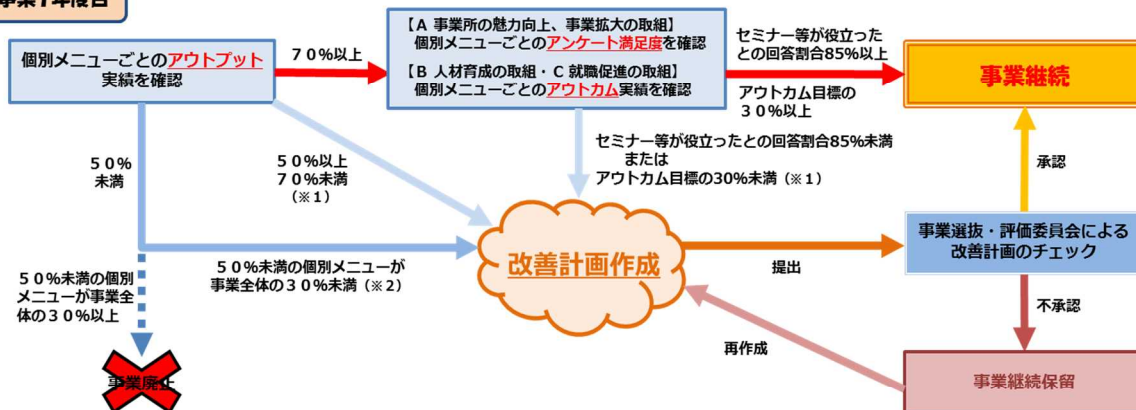 事業1年度目
個別メニューごとのアウトプット
実績を確認
70%以上
【A 事業所の魅力向上、事業拡大の取組】
個別メニューごとのアンケート満足度を確認
【B 人材育成の取組・C 就職促進の取組】
個別メニューごとのアウトカム実績を確認
セミナー等が役立った
との回答割合85%以上
アウトカム目標の
30%以上
事業継続
50%
未満
50%以上
70%未満
(※1)
セミナー等が役立ったとの回答割合85%未満
または
アウトカム目標の30%未満(※1)
承認
事業選抜・評価委員会による
改善計画のチェック
50%未満の個別
メニューが事業全
体の30%以上
50%未満の個別メニューが
事業全体の30%未満(※2)
改善計画作成
提出
不承認
再作成
事業廃止
事業継続保留